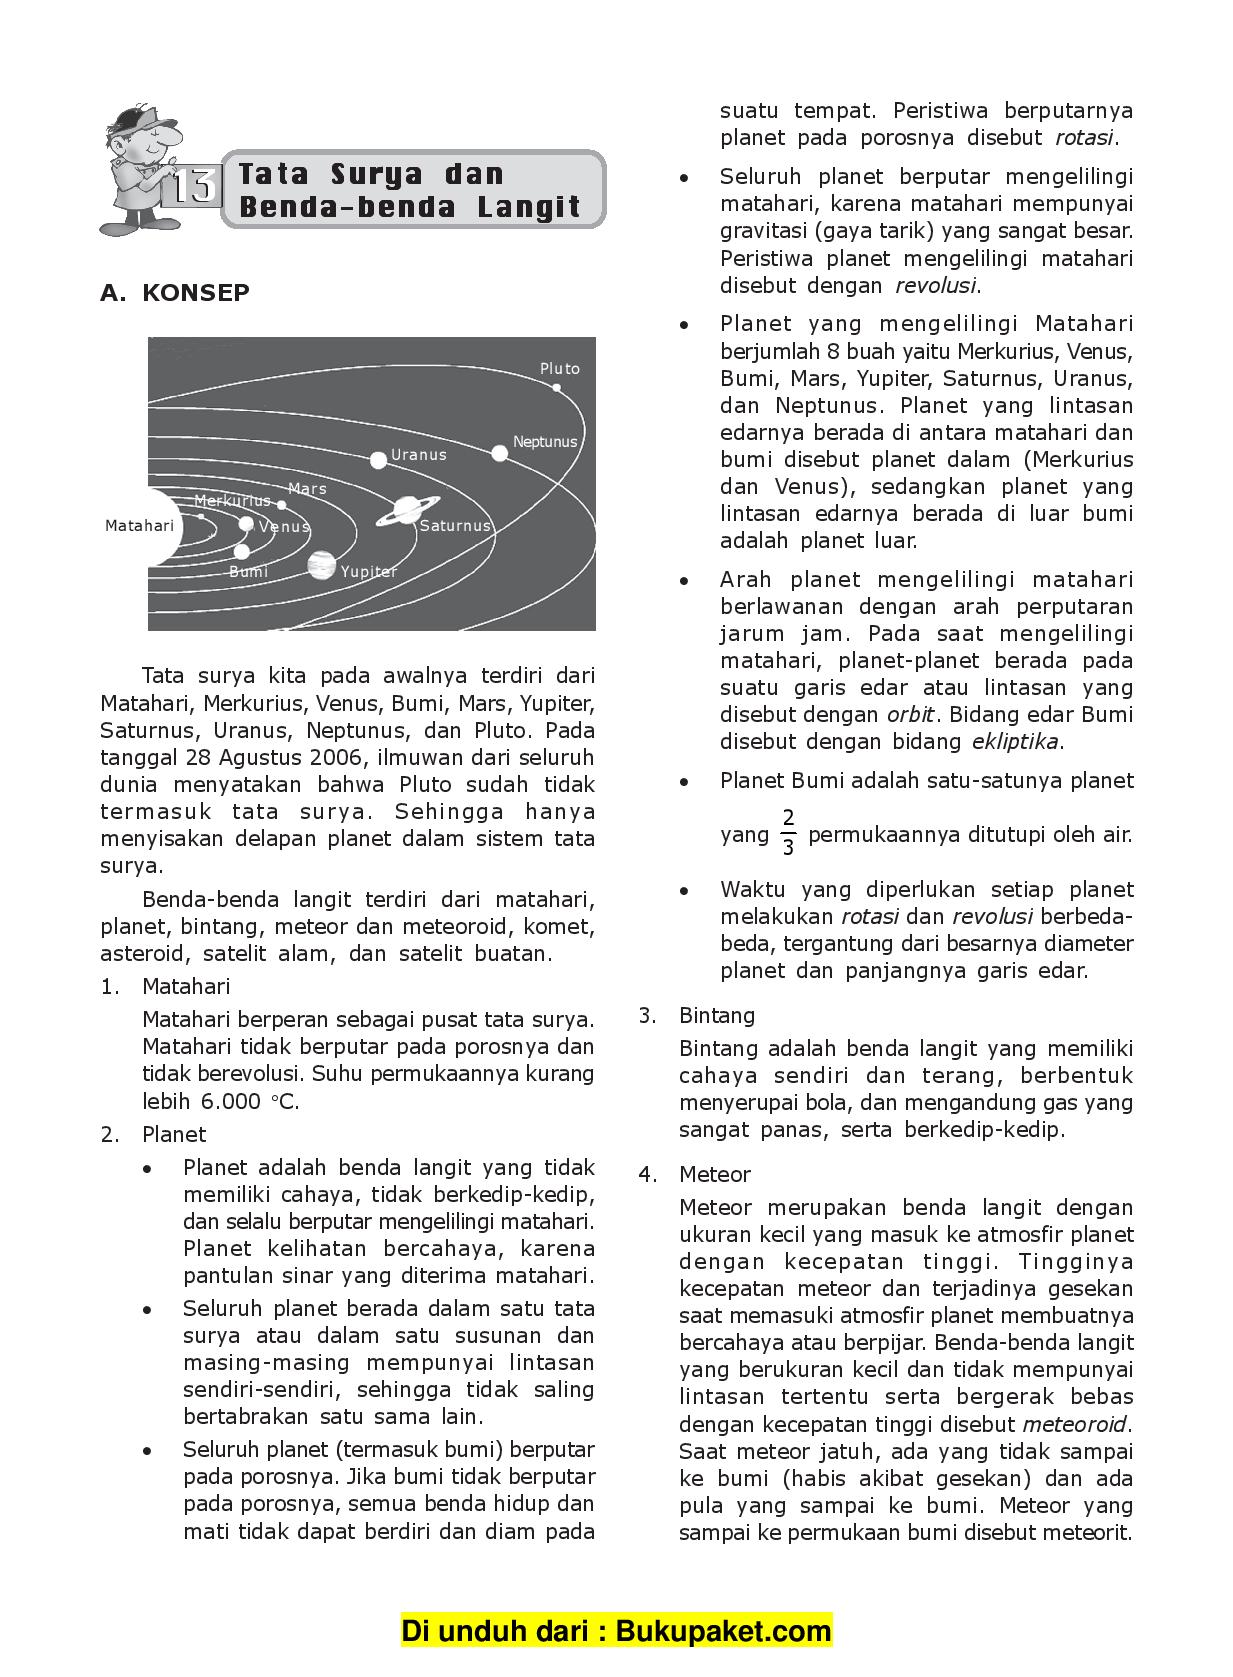 13
Tata Surya dan
Benda-benda Langit
A. KONSEP
Pluto
Neptunus
Uranus
Mars
Merkurius
Matahari
Venus
Saturnus
Bumi
Yupiter
Tata surya kita pada awalnya terdiri dari
Matahari, Merkurius, Venus, Bumi, Mars, Yupiter,
Saturnus, Uranus, Neptunus, dan Pluto. Pada
tanggal 28 Agustus 2006, ilmuwan dari seluruh
dunia menyatakan bahwa Pluto sudah tidak
termasuk tata surya. Sehingga hanya
menyisakan delapan planet dalam sistem tata
surya.
Benda-benda langit terdiri dari matahari,
planet, bintang, meteor dan meteoroid, komet,
asteroid, satelit alam, dan satelit buatan.
1. Matahari
Matahari berperan sebagai pusat tata surya.
Matahari tidak berputar pada porosnya dan
tidak berevolusi. Suhu permukaannya kurang
lebih 6.000 °C.
2. Planet
• Planet adalah benda langit yang tidak
memiliki cahaya, tidak berkedip-kedip,
dan selalu berputar mengelilingi matahari.
Planet kelihatan bercahaya, karena
pantulan sinar yang diterima matahari.
• Seluruh planet berada dalam satu tata
surya atau dalam satu susunan dan
masing-masing mempunyai lintasan
sendiri-sendiri, sehingga tidak saling
bertabrakan satu sama lain.
• Seluruh planet (termasuk bumi) berputar
pada porosnya. Jika bumi tidak berputar
pada porosnya, semua benda hidup dan
mati tidak dapat berdiri dan diam pada
suatu tempat. Peristiwa berputarnya
planet pada porosnya disebut rotasi.
• Seluruh planet berputar mengelilingi
matahari, karena matahari mempunyai
gravitasi (gaya tarik) yang sangat besar.
Peristiwa planet mengelilingi matahari
disebut dengan revolusi.
• Planet yang mengelilingi Matahari
berjumlah 8 buah yaitu Merkurius, Venus,
Bumi, Mars, Yupiter, Saturnus, Uranus,
dan Neptunus. Planet yang lintasan
edarnya berada di antara matahari dan
bumi disebut planet dalam (Merkurius
dan Venus), sedangkan planet yang
lintasan edarnya berada di luar bumi
adalah planet luar.
• Arah planet mengelilingi matahari
berlawanan dengan arah perputaran
jarum jam. Pada saat mengelilingi
matahari, planet-planet berada pada
suatu garis edar atau lintasan yang
disebut dengan orbit. Bidang edar Bumi
disebut dengan bidang ekliptika.
• Planet Bumi adalah satu-satunya planet
yang 2/3 permukaannya ditutupi oleh air.
• Waktu yang diperlukan setiap planet
melakukan rotasi dan revolusi berbeda-
beda, tergantung dari besarnya diameter
planet dan panjangnya garis edar.
3. Bintang
Bintang adalah benda langit yang memiliki
cahaya sendiri dan terang, berbentuk
menyerupai bola, dan mengandung gas yang
sangat panas, serta berkedip-kedip.
4. Meteor
Meteor merupakan benda langit dengan
ukuran kecil yang masuk ke atmosfir planet
dengan kecepatan tinggi. Tingginya
kecepatan meteor dan terjadinya gesekan
saat memasuki atmosfir planet membuatnya
bercahaya atau berpijar. Benda-benda langit
yang berukuran kecil dan tidak mempunyai
lintasan tertentu serta bergerak bebas
dengan kecepatan tinggi disebut meteoroid.
Saat meteor jatuh, ada yang tidak sampai
ke bumi (habis akibat gesekan) dan ada
pula yang sampai ke bumi. Meteor yang
sampai ke permukaan bumi disebut meteorit.
Di unduh dari : Bukupaket.com